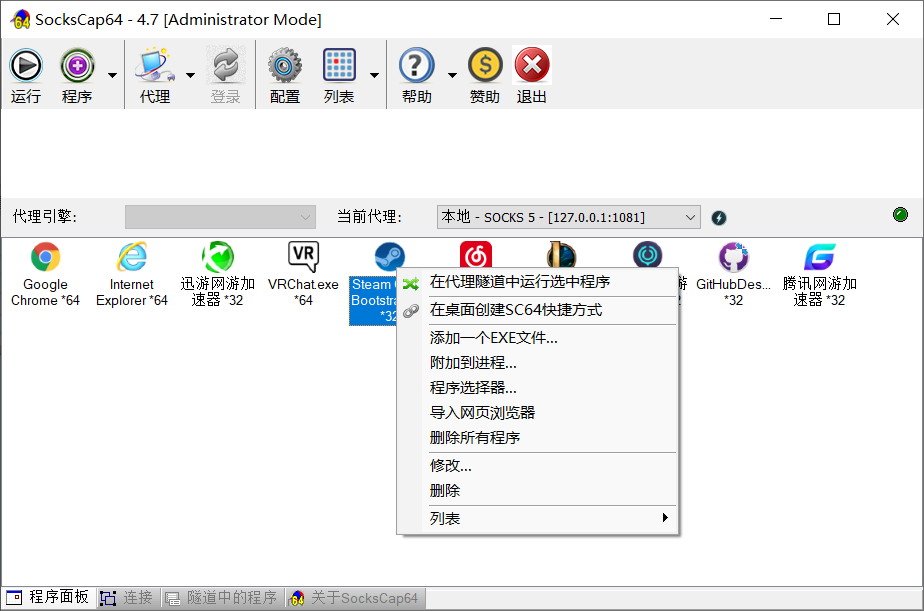 SocksCap64 - 4.7 [Administrator Mode]
运行
程序
代理
登录
配置
列表
帮助
赞助
退出
代理引擎:
当前代理:
本地 - SOCKS 5 - [127.0.0.1:1081]
Google
Chrome *64
Internet
Explorer *64
迅游网游加
速器 *32
VRChat.exe
*64
Steam
Bootstra
*32
游
GitHubDes...
*32
腾讯网游加
速器 *32
在代理隧道中运行选中程序
在桌面创建SC64快捷方式
添加一个EXE文件...
附加到进程...
程序选择器...
导入网页浏览器
删除所有程序
修改...
删除
列表
程序面板
连接
隧道中的程序
关于SocksCap64